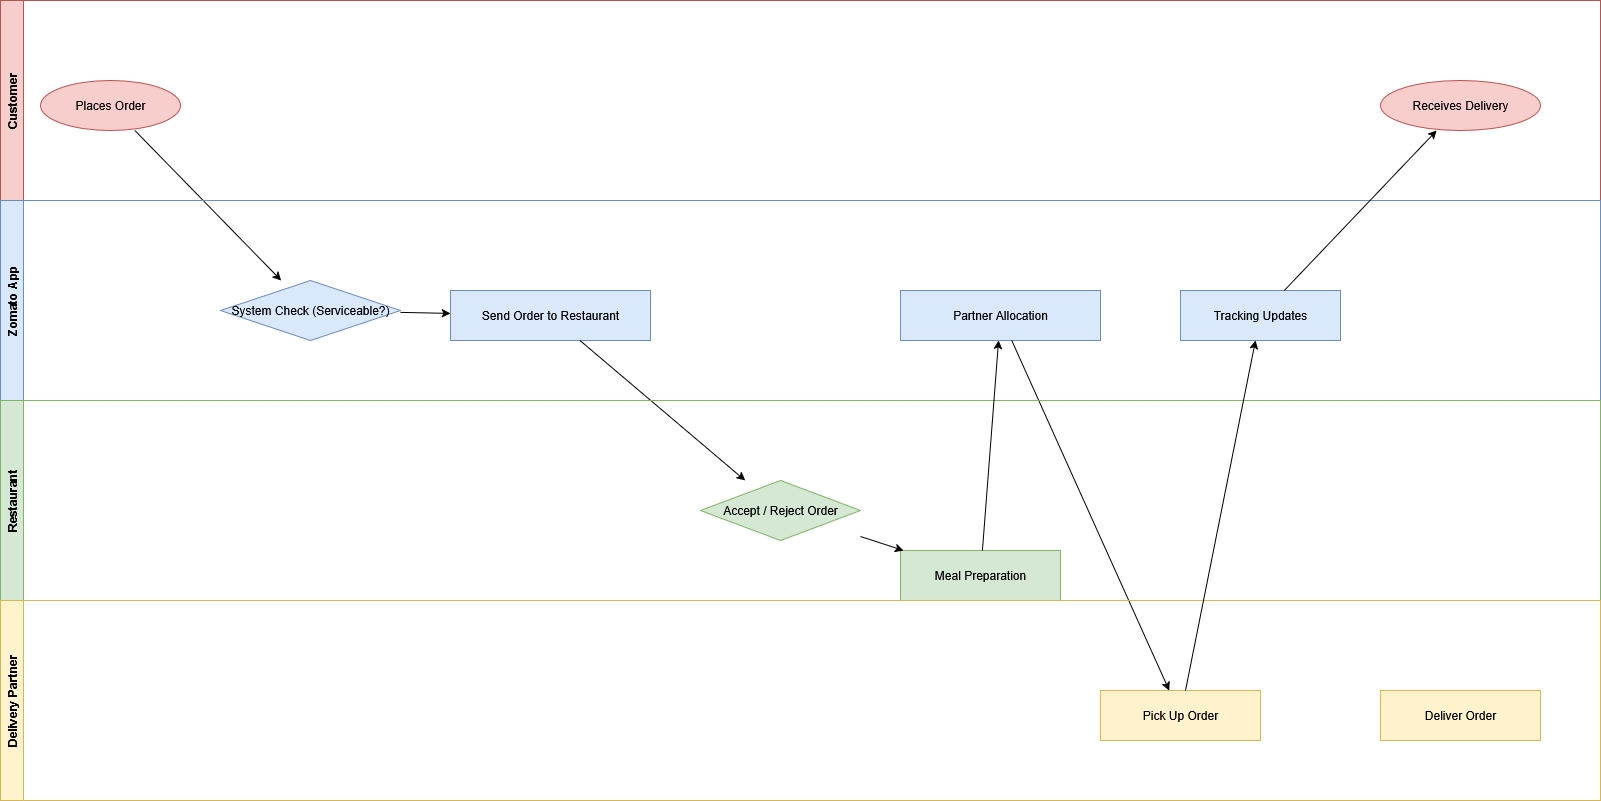 Customer
Places Order
Receives Delivery
Zomato App
System Check (Serviceable?)
Send Order to Restaurant
Partner Allocation
Tracking Updates
Restaurant
Accept / Reject Order
Meal Preparation
Delivery Partner
Pick Up Order
Deliver Order